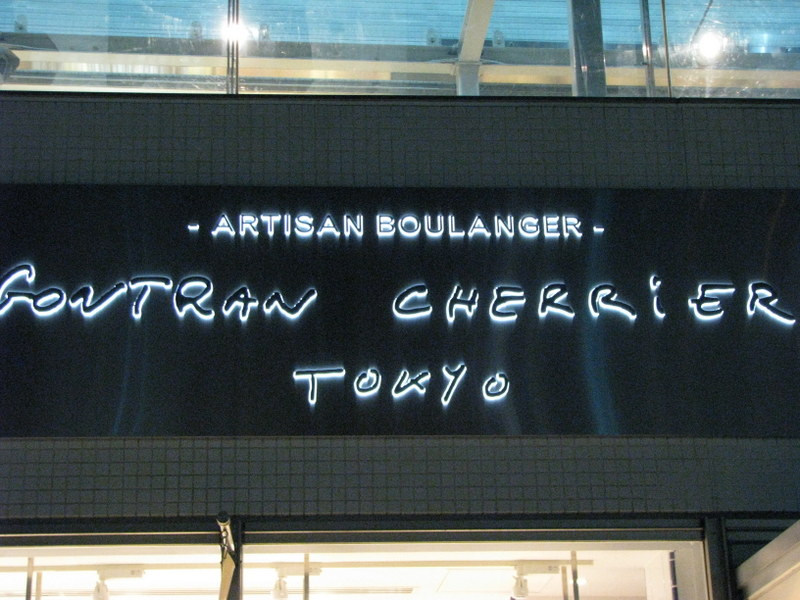 - ARTISAN BOULANGER -
GONTRAN CHERRiER
TOKYO